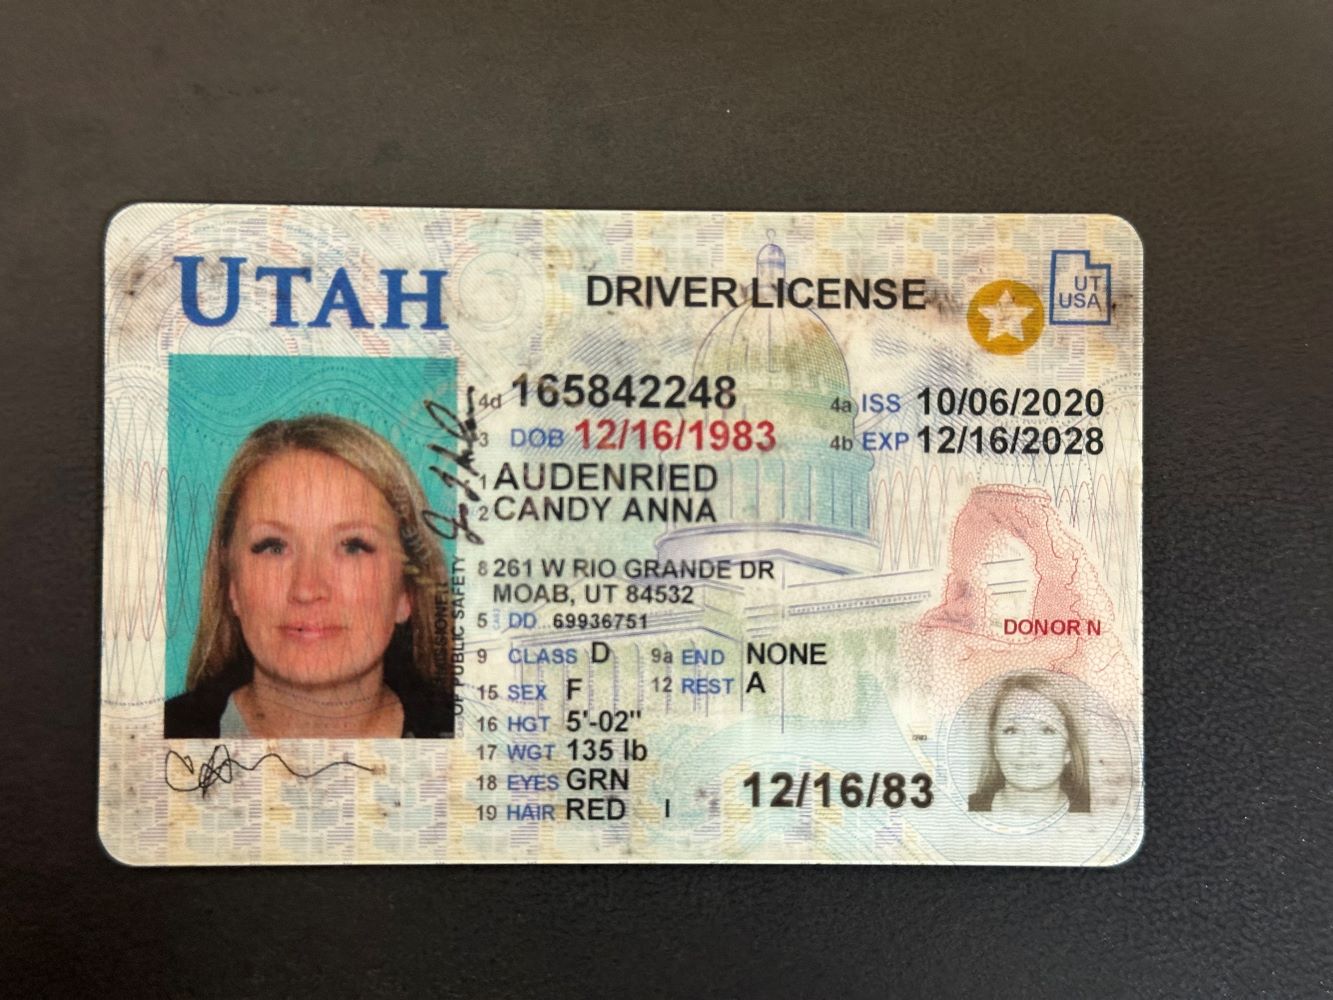 UTAH
DRIVER LICENSE
UT
USA
4d 165842248
4a ISS 10/06/2020
3 DOB 12/16/1983
4b EXP 12/16/2028
1 AUDENRIED
2 CANDY ANNA
8 261 W RIO GRANDE DR
MOAB, UT 84532
OF PUBLIC SAFETY
5 DD 69936751
9 CLASS D 9a END NONE
15 SEX F 12 REST A
16 HGT 5'-02"
17 WGT 135 lb
18 EYES GRN
19 HAIR RED
12/16/83
DONOR N